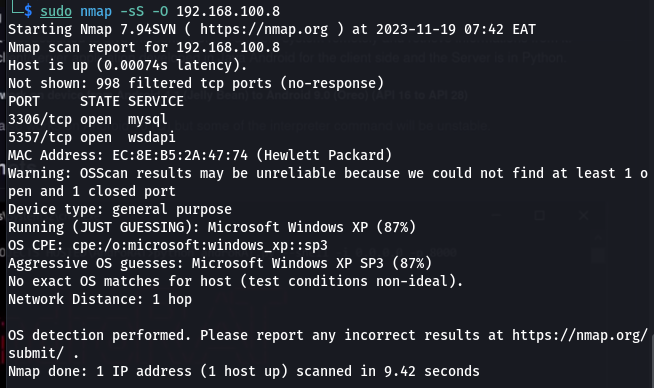 └─$ sudo nmap -sS -O 192.168.100.8
Starting Nmap 7.94SVN ( https://nmap.org ) at 2023-11-19 07:42 EAT
Nmap scan report for 192.168.100.8
Host is up (0.00074s latency).
Not shown: 998 filtered tcp ports (no-response)
PORT     STATE SERVICE
3306/tcp open  mysql
5357/tcp open  wsdapi
MAC Address: EC:8E:B5:2A:47:74 (Hewlett Packard)
Warning: OSScan results may be unreliable because we could not find at least 1 o
pen and 1 closed port
Device type: general purpose
Running (JUST GUESSING): Microsoft Windows XP (87%)
OS CPE: cpe:/o:microsoft:windows_xp::sp3
Aggressive OS guesses: Microsoft Windows XP SP3 (87%)
No exact OS matches for host (test conditions non-ideal).
Network Distance: 1 hop
OS detection performed. Please report any incorrect results at https://nmap.org/
submit/ .
Nmap done: 1 IP address (1 host up) scanned in 9.42 seconds